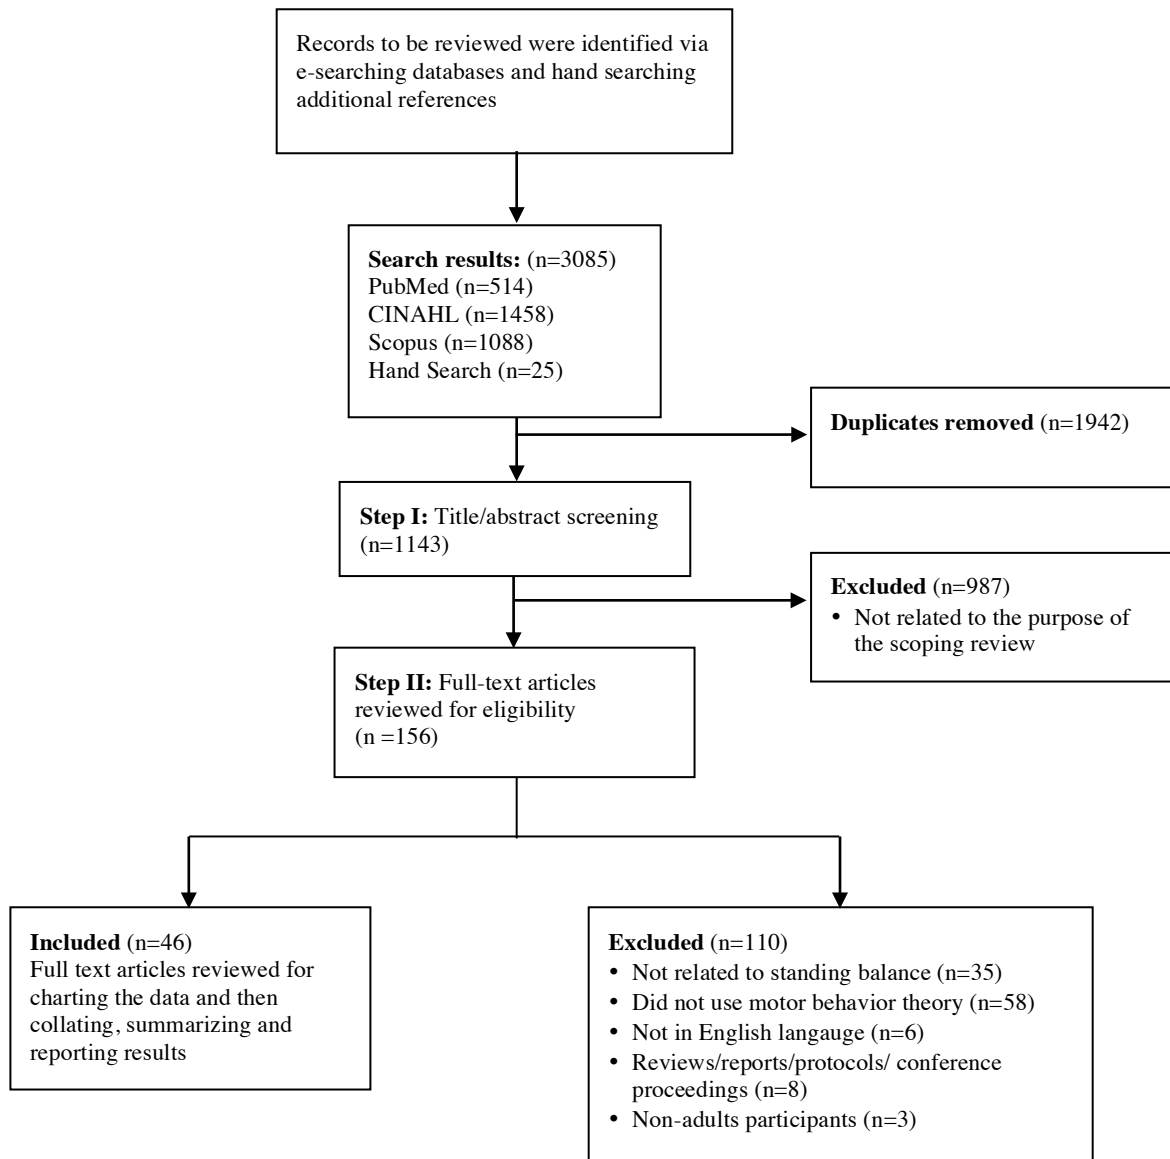 Records to be reviewed were identified via
e-searching databases and hand searching
additional references
Search results: (n=3085)
PubMed (n=514)
CINAHL (n=1458)
Scopus (n=1088)
Hand Search (n=25)
Duplicates removed (n=1942)
Step I: Title/abstract screening
(n=1143)
Excluded (n=987)
• Not related to the purpose of
the scoping review
Step II: Full-text articles
reviewed for eligibility
(n =156)
Included (n=46)
Full text articles reviewed for
charting the data and then
collating, summarizing and
reporting results
Excluded (n=110)
• Not related to standing balance (n=35)
• Did not use motor behavior theory (n=58)
• Not in English langauge (n=6)
• Reviews/reports/protocols/ conference
proceedings (n=8)
• Non-adults participants (n=3)